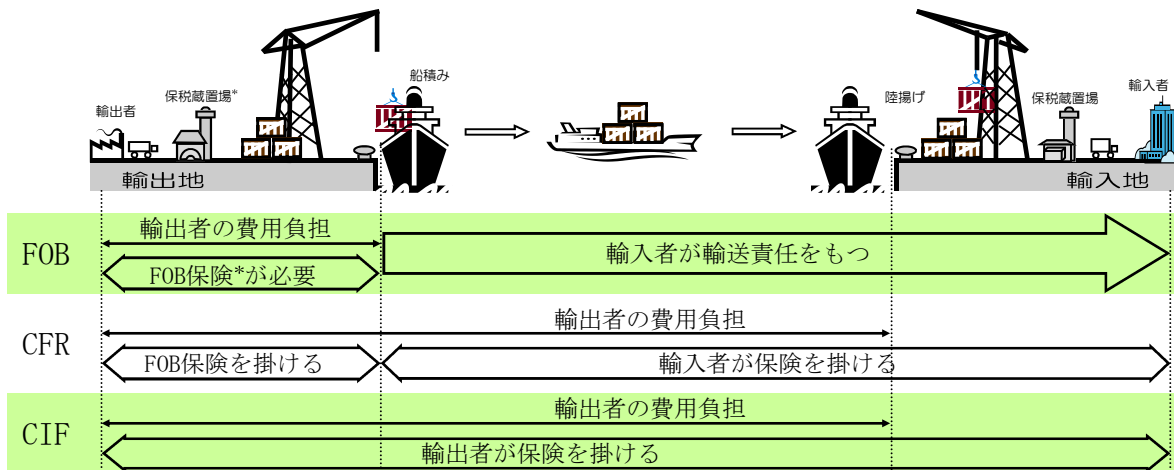 船積み
輸出者
保税蔵置場*
陸揚げ
保税蔵置場
輸入者
輸出地
輸入地
FOB
輸出者の費用負担
FOB保険*が必要
輸入者が輸送責任をもつ
CFR
輸出者の費用負担
FOB保険を掛ける
輸入者が保険を掛ける
CIF
輸出者の費用負担
輸出者が保険を掛ける